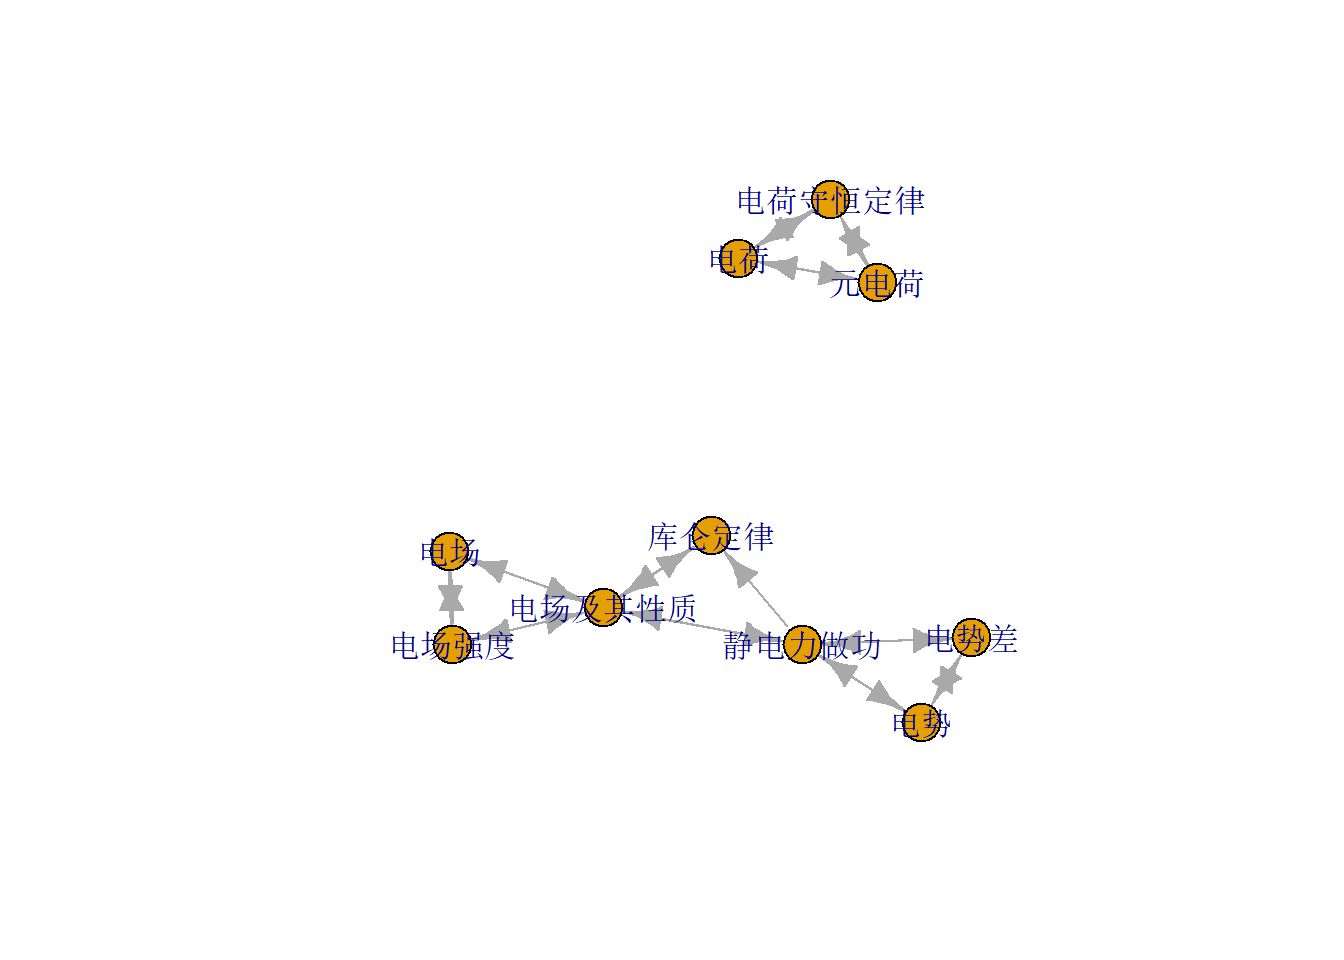 电荷守恒定律
电荷
元电荷
库仑定律
电场
电场及其性质
电场强度
静电力做功
电势差
电势